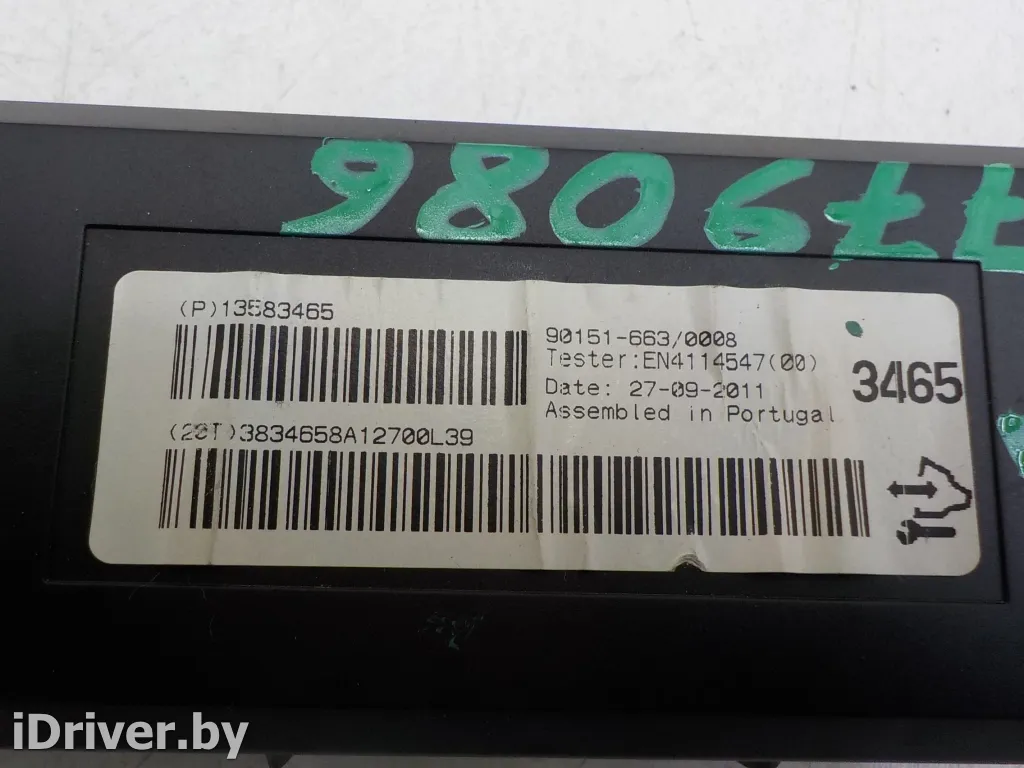 9806
(P)13583465
90151-663/0008
Tester:EN4114547(00)
Date: 27-09-2011
Assembled in Portugal
3465
(20T)3834658A12700L39
iDriver.by